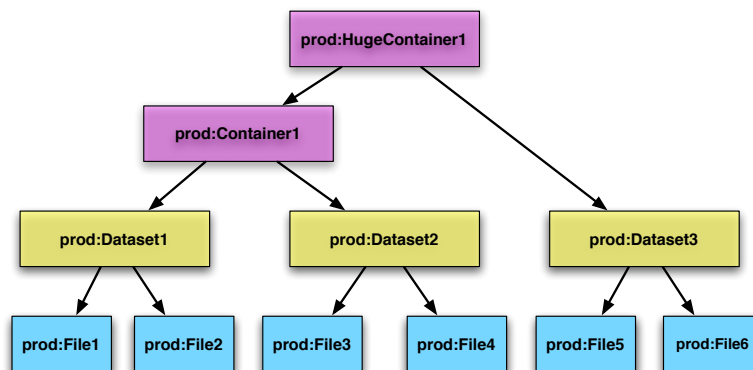 prod:HugeContainer1
prod:Container1
prod:Dataset1
prod:Dataset2
prod:Dataset3
prod:File1
prod:File2
prod:File3
prod:File4
prod:File5
prod:File6